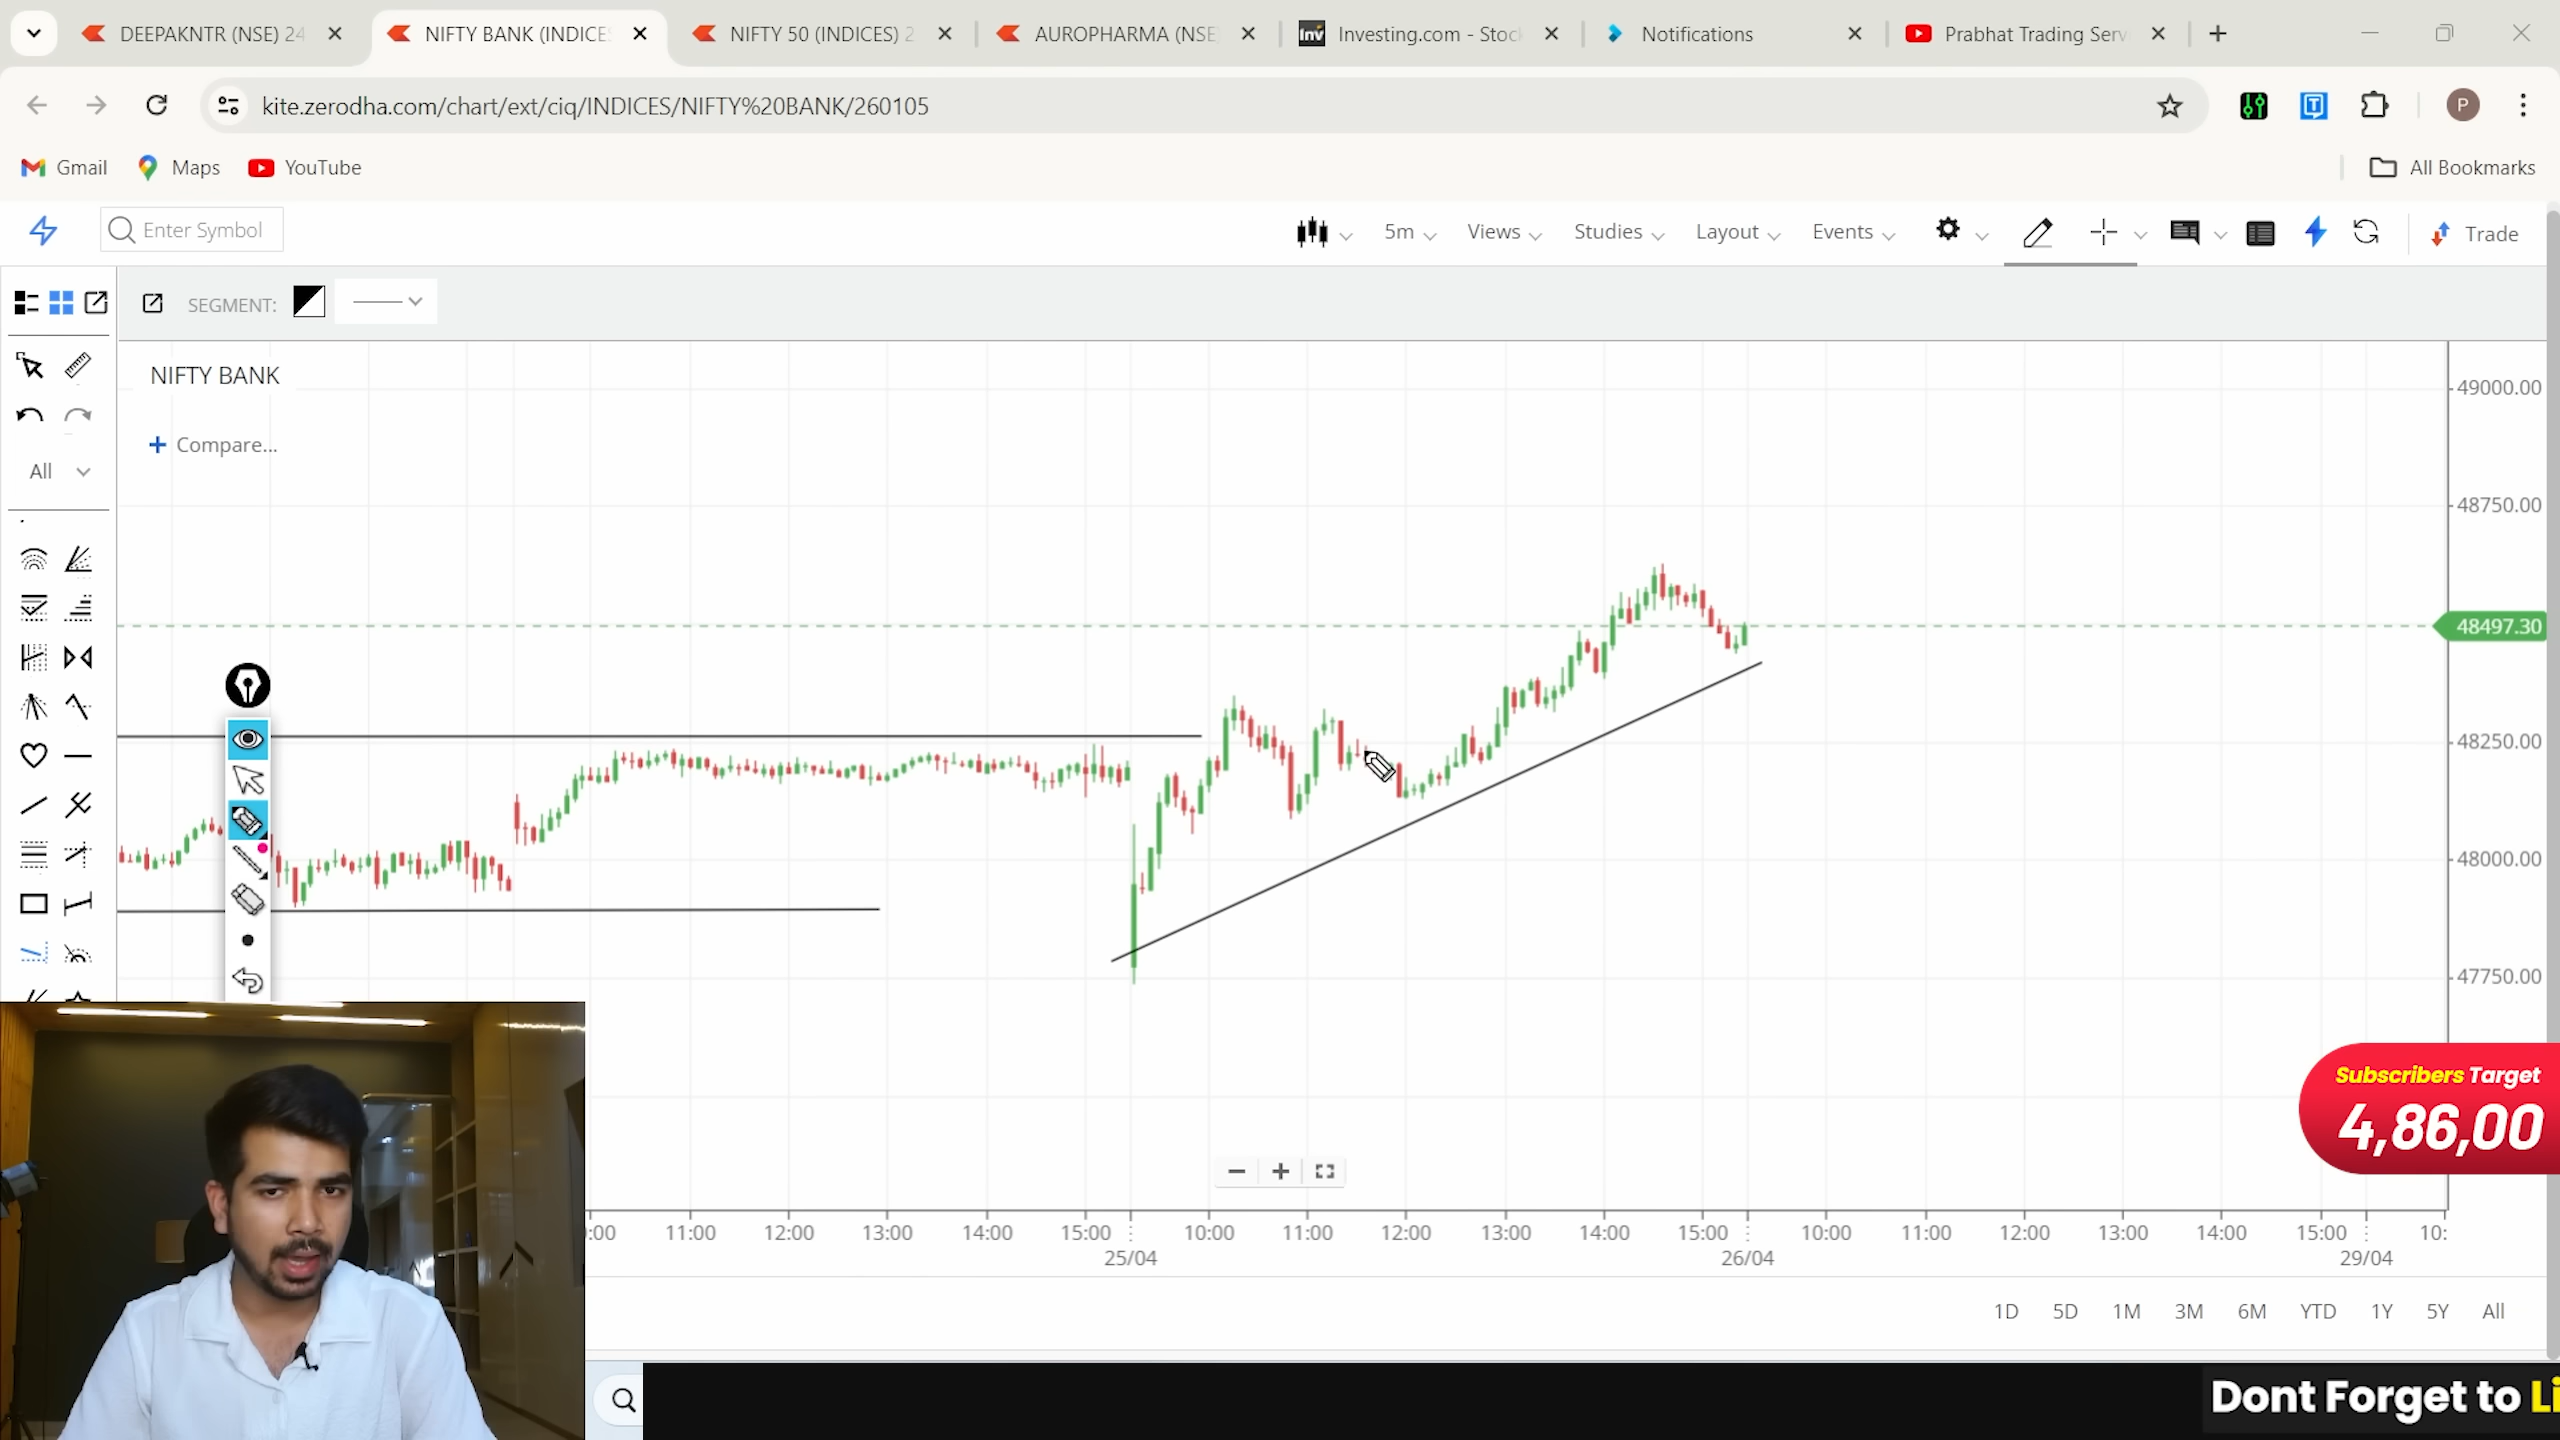 DEEPAKNTR (NSE) 24
NIFTY BANK (INDICES
NIFTY 50 (INDICES) 2
AUROPHARMA (NSE)
Investing.com - Stoc
Notifications
Prabhat Trading Serv
kite.zerodha.com/chart/ext/ciq/INDICES/NIFTY%20BANK/260105
P
Gmail
Maps
YouTube
All Bookmarks
Enter Symbol
5m
Views
Studies
Layout
Events
Trade
SEGMENT:
NIFTY BANK
+ Compare...
All
49000.00
48750.00
48497.30
48250.00
48000.00
47750.00
Subscribers Target
4,86,00
:00 11:00 12:00 13:00 14:00 15:00 10:00 11:00 12:00 13:00 14:00 15:00 10:00 11:00 12:00 13:00 14:00 15:00 10:
25/04 26/04 29/04
1D 5D 1M 3M 6M YTD 1Y 5Y All
Dont Forget to Li